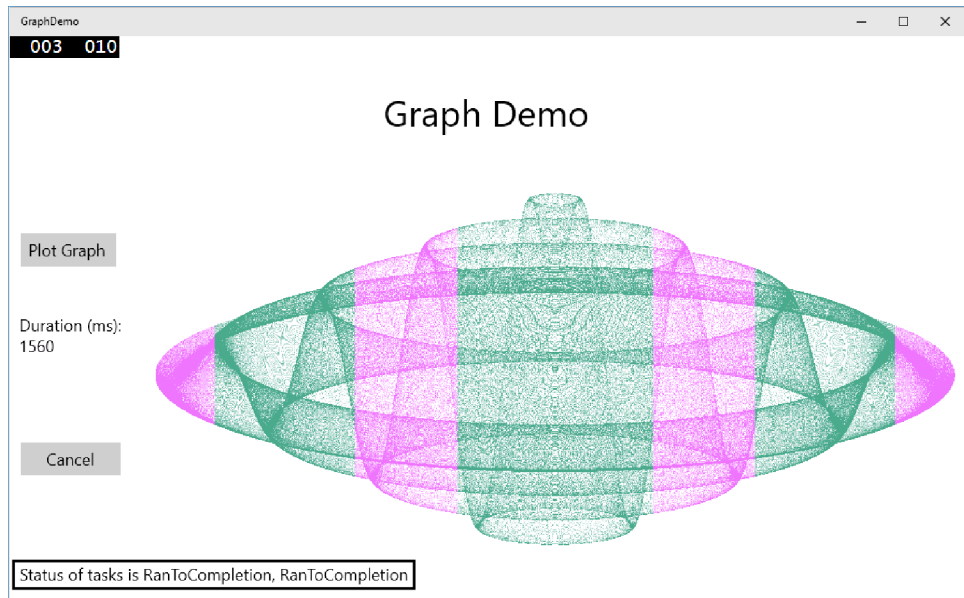 GraphDemo
003 010
Graph Demo
Plot Graph
Duration (ms):
1560
Cancel
Status of tasks is RanToCompletion, RanToCompletion